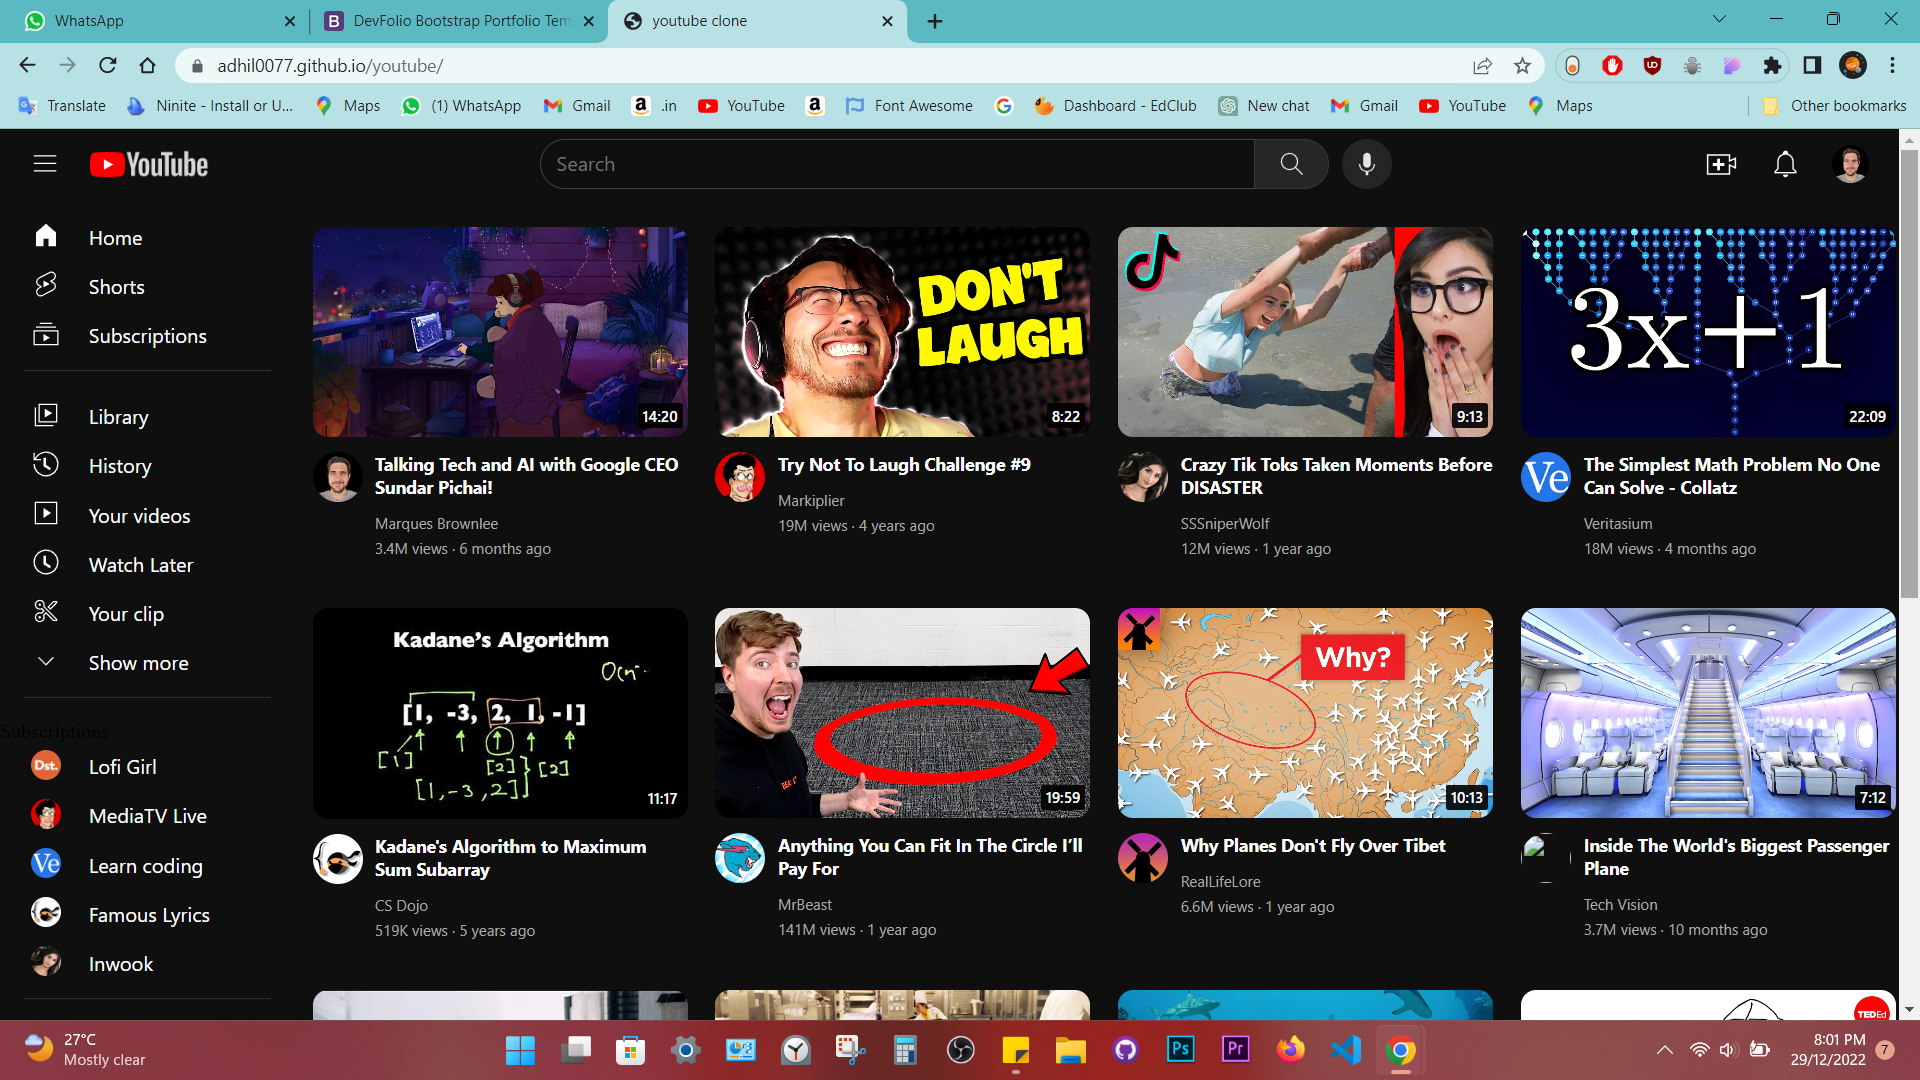 WhatsApp
DevFolio Bootstrap Portfolio Tem
youtube clone
adhil0077.github.io/youtube/
Translate
Ninite - Install or U...
Maps
(1) WhatsApp
Gmail
.in
YouTube
Font Awesome
Dashboard - EdClub
New chat
Gmail
YouTube
Maps
Other bookmarks
YouTube
Search
Home
Shorts
Subscriptions
Library
History
Your videos
Watch Later
Your clip
Show more
Subscriptions
Dst.
Lofi Girl
MediaTV Live
Ve
Learn coding
Famous Lyrics
Inwook
14:20
Talking Tech and AI with Google CEO
Sundar Pichai!
Marques Brownlee
3.4M views · 6 months ago
DON'T
LAUGH
8:22
Try Not To Laugh Challenge #9
Markiplier
19M views · 4 years ago
9:13
Crazy Tik Toks Taken Moments Before
DISASTER
SSSniperWolf
12M views · 1 year ago
3x+1
22:09
Ve
The Simplest Math Problem No One
Can Solve - Collatz
Veritasium
18M views · 4 months ago
Kadane's Algorithm
[1, -3, 2, 1, -1]
[1]
[2]
[2]
[1, -3, 2]
11:17
Kadane's Algorithm to Maximum
Sum Subarray
CS Dojo
519K views · 5 years ago
19:59
Anything You Can Fit In The Circle I’ll
Pay For
MrBeast
141M views · 1 year ago
Why?
10:13
Why Planes Don't Fly Over Tibet
RealLifeLore
6.6M views · 1 year ago
7:12
Inside The World's Biggest Passenger
Plane
Tech Vision
3.7M views · 10 months ago
TEDEd
27°C
Mostly clear
Ps
Pr
8:01 PM
29/12/2022
7